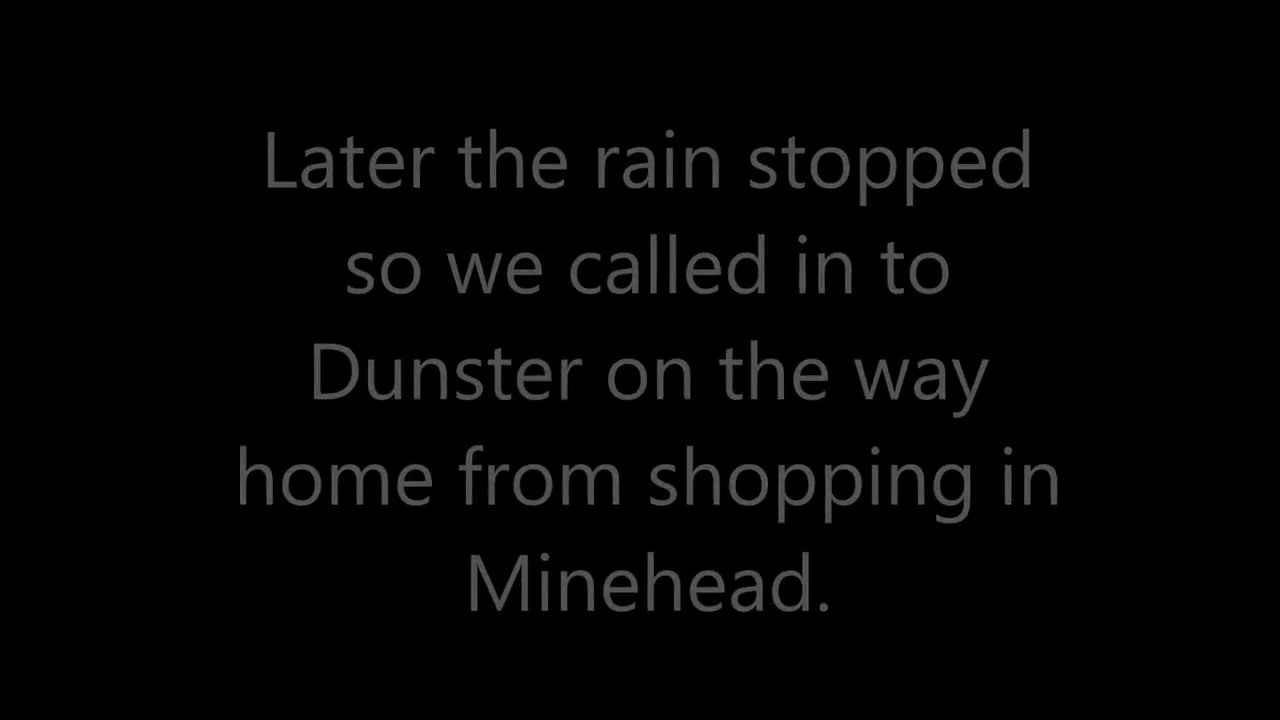 Later the rain stopped
so we called in to
Dunster on the way
home from shopping in
Minehead.